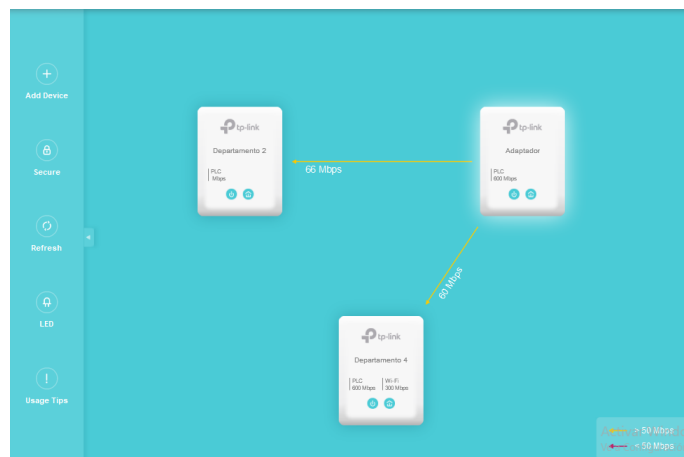 Add Device
Secure
Refresh
LED
Usage Tips
tp-link
Departamento 2
PLC
Mbps
66 Mbps
tp-link
Adaptador
PLC
600 Mbps
60 Mbps
tp-link
Departamento 4
PLC
600 Mbps
Wi-Fi
300 Mbps
> 50 Mbps
< 50 Mbps